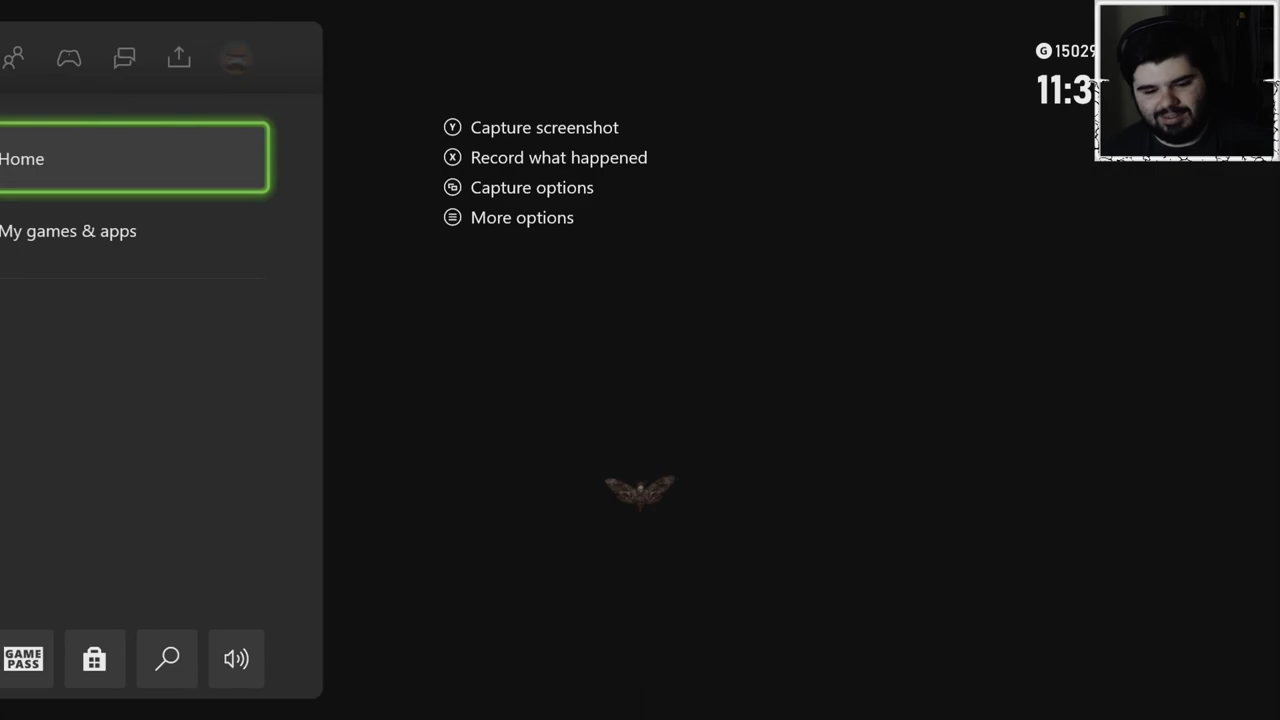 G 15029
11:3
Y Capture screenshot
Home
X Record what happened
Capture options
More options
My games & apps
GAME
PASS